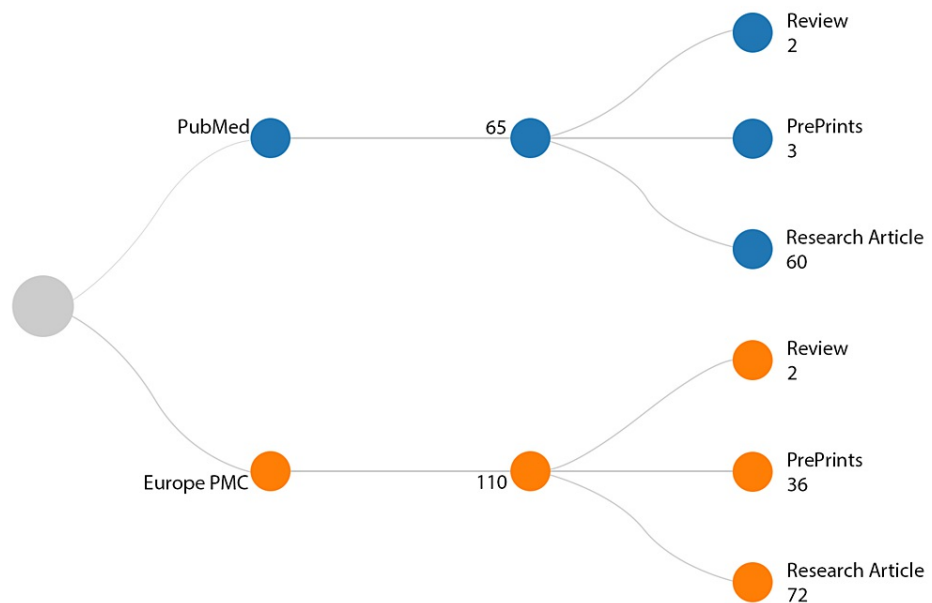 Review
2
PubMed
65
PrePrints
3
Research Article
60
Review
2
Europe PMC
110
PrePrints
36
Research Article
72